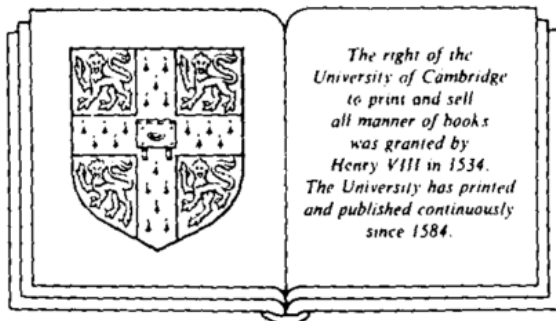 The right of the
University of Cambridge
to print and sell
all manner of books
was granted by
Henry VIII in 1534.
The University has printed
and published continuously
since 1584.